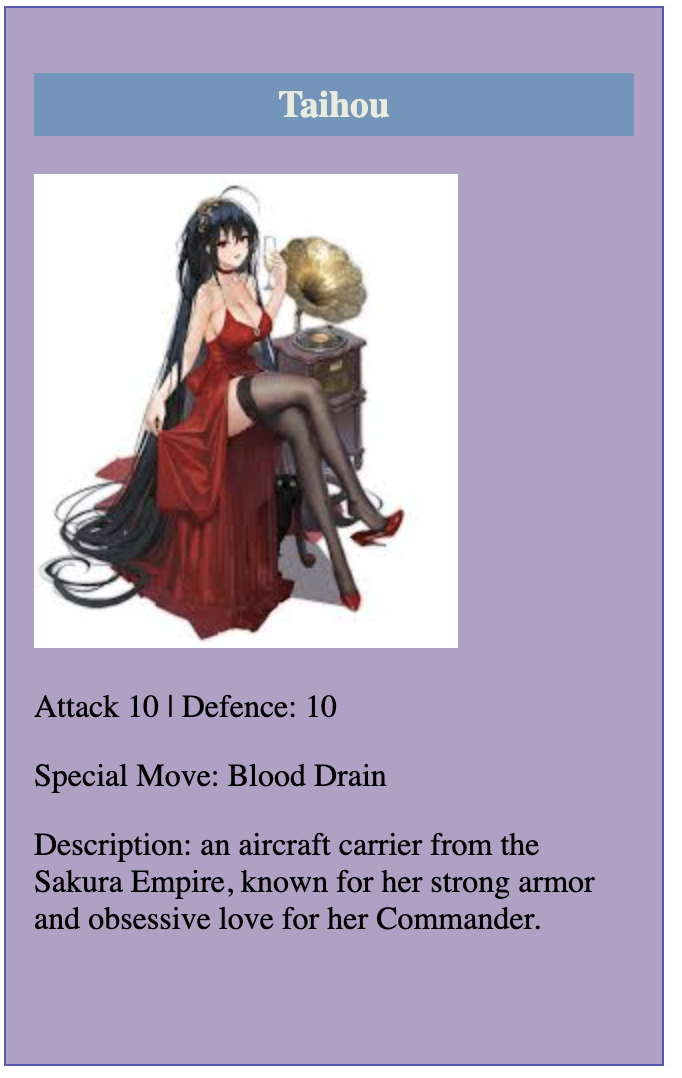 Taihou
Attack 10 | Defence: 10
Special Move: Blood Drain
Description: an aircraft carrier from the
Sakura Empire, known for her strong armor
and obsessive love for her Commander.